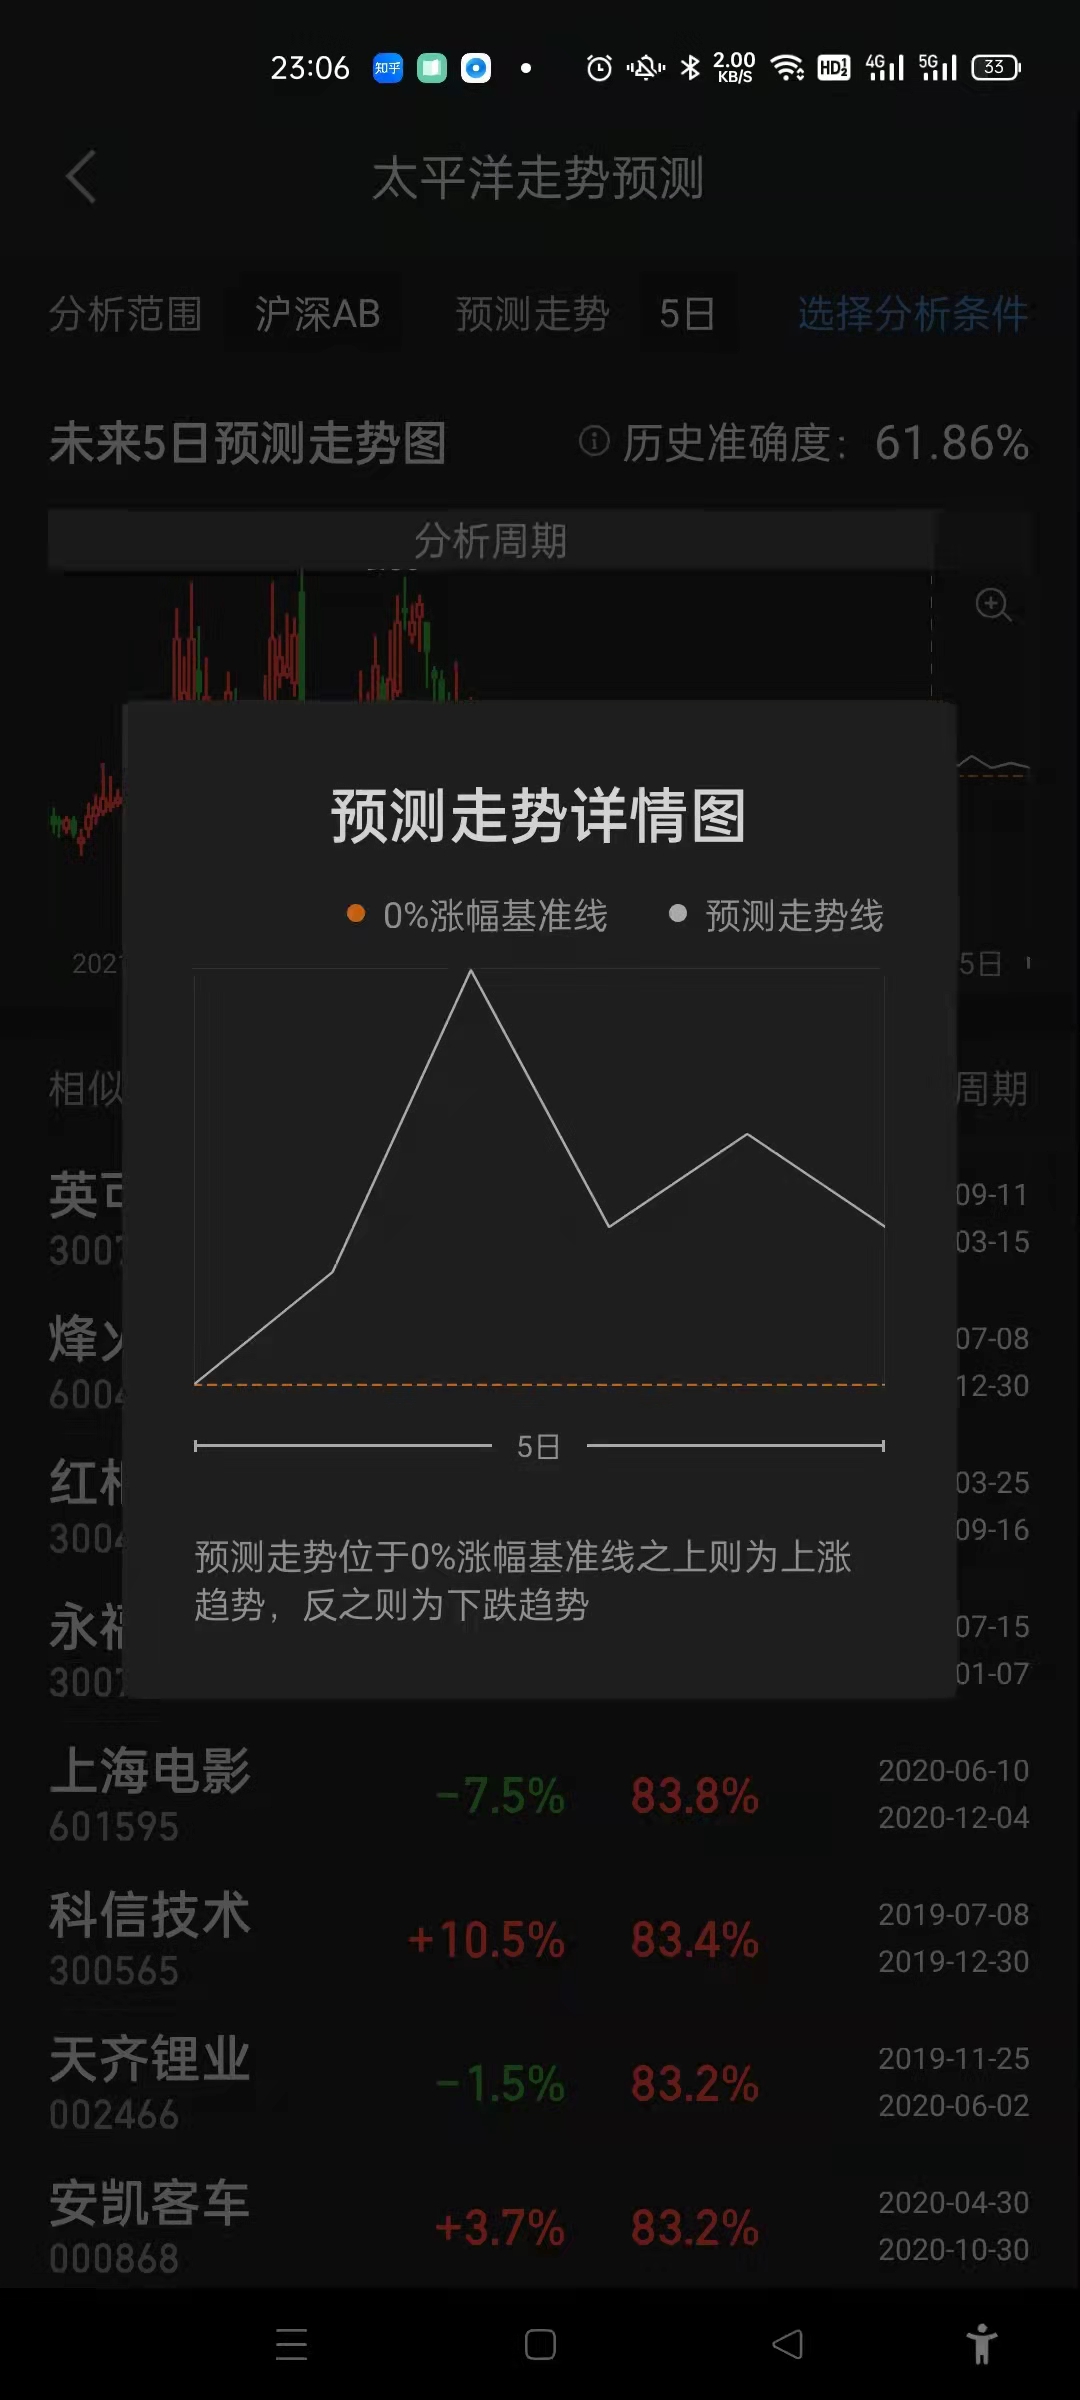 23:06 知乎 2.00 KB/S HD 1 2 4G 5G 33
太平洋走势预测
分析范围 沪深AB 预测走势 5日 选择分析条件
未来5日预测走势图 历史准确度：61.86%
分析周期
预测走势详情图
0%涨幅基准线 预测走势线
202 5日
相似 周期
英 09-11
300 03-15
烽 07-08
600 12-30
红 03-25
300 09-16
永 07-15
300 01-07
5日
预测走势位于0%涨幅基准线之上则为上涨
趋势，反之则为下跌趋势
上海电影 -7.5% 83.8% 2020-06-10
601595 2020-12-04
科信技术 +10.5% 83.4% 2019-07-08
300565 2019-12-30
天齐锂业 -1.5% 83.2% 2019-11-25
002466 2020-06-02
安凯客车 +3.7% 83.2% 2020-04-30
000868 2020-10-30